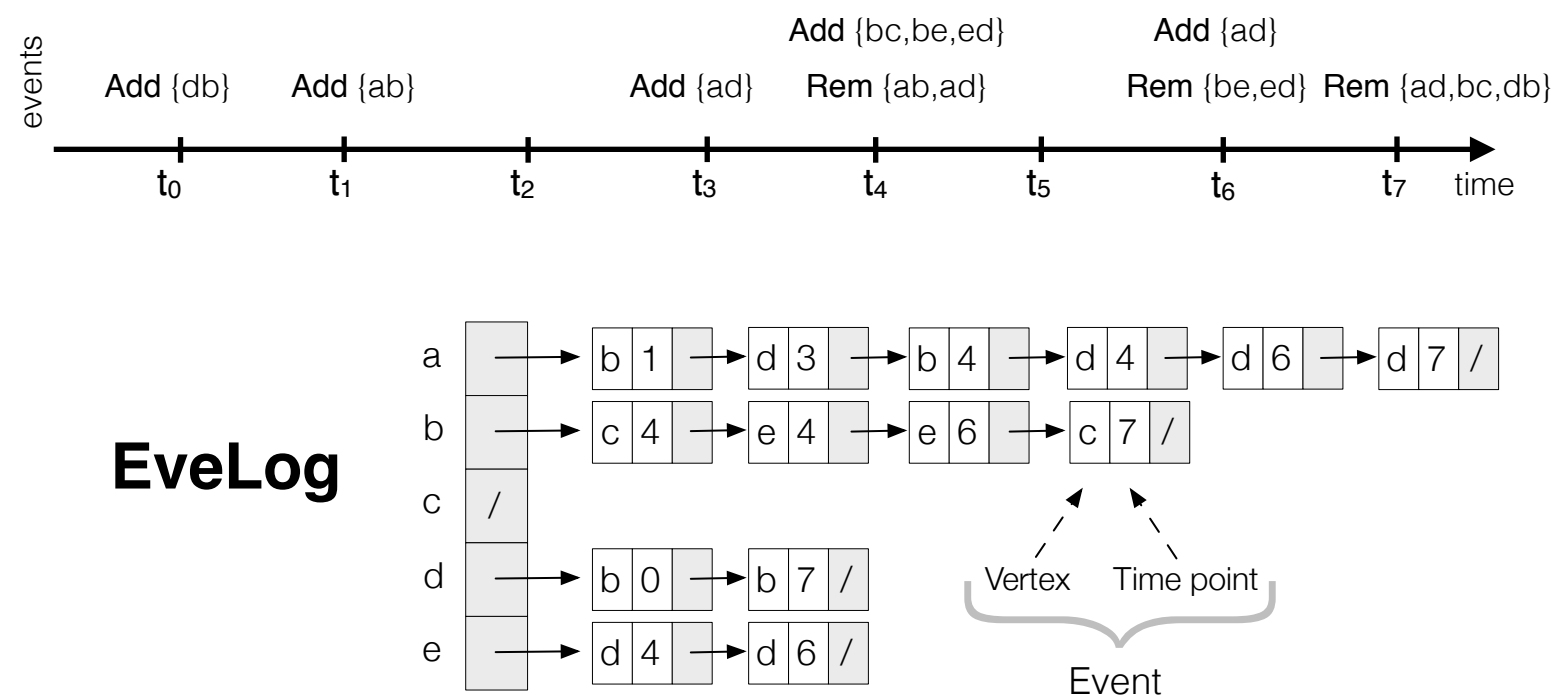 events
Add {bc,be,ed} Add {ad}
Add {db} Add {ab} Add {ad} Rem {ab,ad} Rem {be,ed} Rem {ad,bc,db}
t0 t1 t2 t3 t4 t5 t6 t7 time
EveLog
a b 1 d 3 b 4 d 4 d 6 d 7 /
b c 4 e 4 e 6 c 7 /
c /
d b 0 b 7 /
e d 4 d 6 /
Vertex Time point
Event